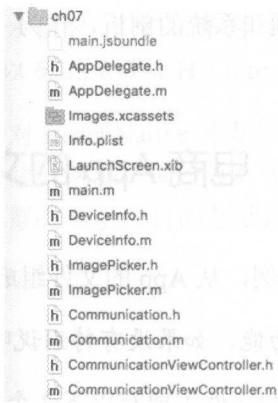 ch07
main.jsbundle
AppDelegate.h
AppDelegate.m
Images.xcassets
Info.plist
LaunchScreen.xib
main.m
DeviceInfo.h
DeviceInfo.m
ImagePicker.h
ImagePicker.m
Communication.h
Communication.m
CommunicationViewController.h
CommunicationViewController.m